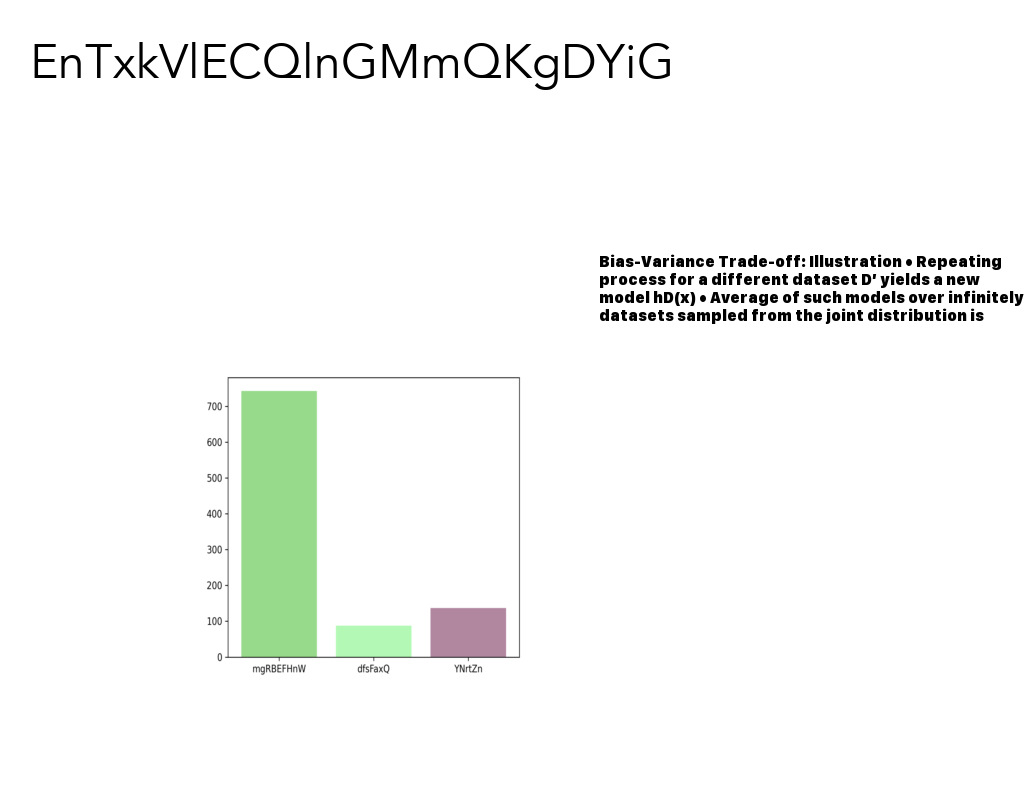 EnTxkVlECQlnGMmQKgDYiG
Bias-Variance Trade-off: Illustration • Repeating
process for a different dataset D′ yields a new
model hD(x) • Average of such models over infinitely
datasets sampled from the joint distribution is
700
600
500
400
300
200
100
0
mgRBEFHnW dfsFaxQ YNrtZn